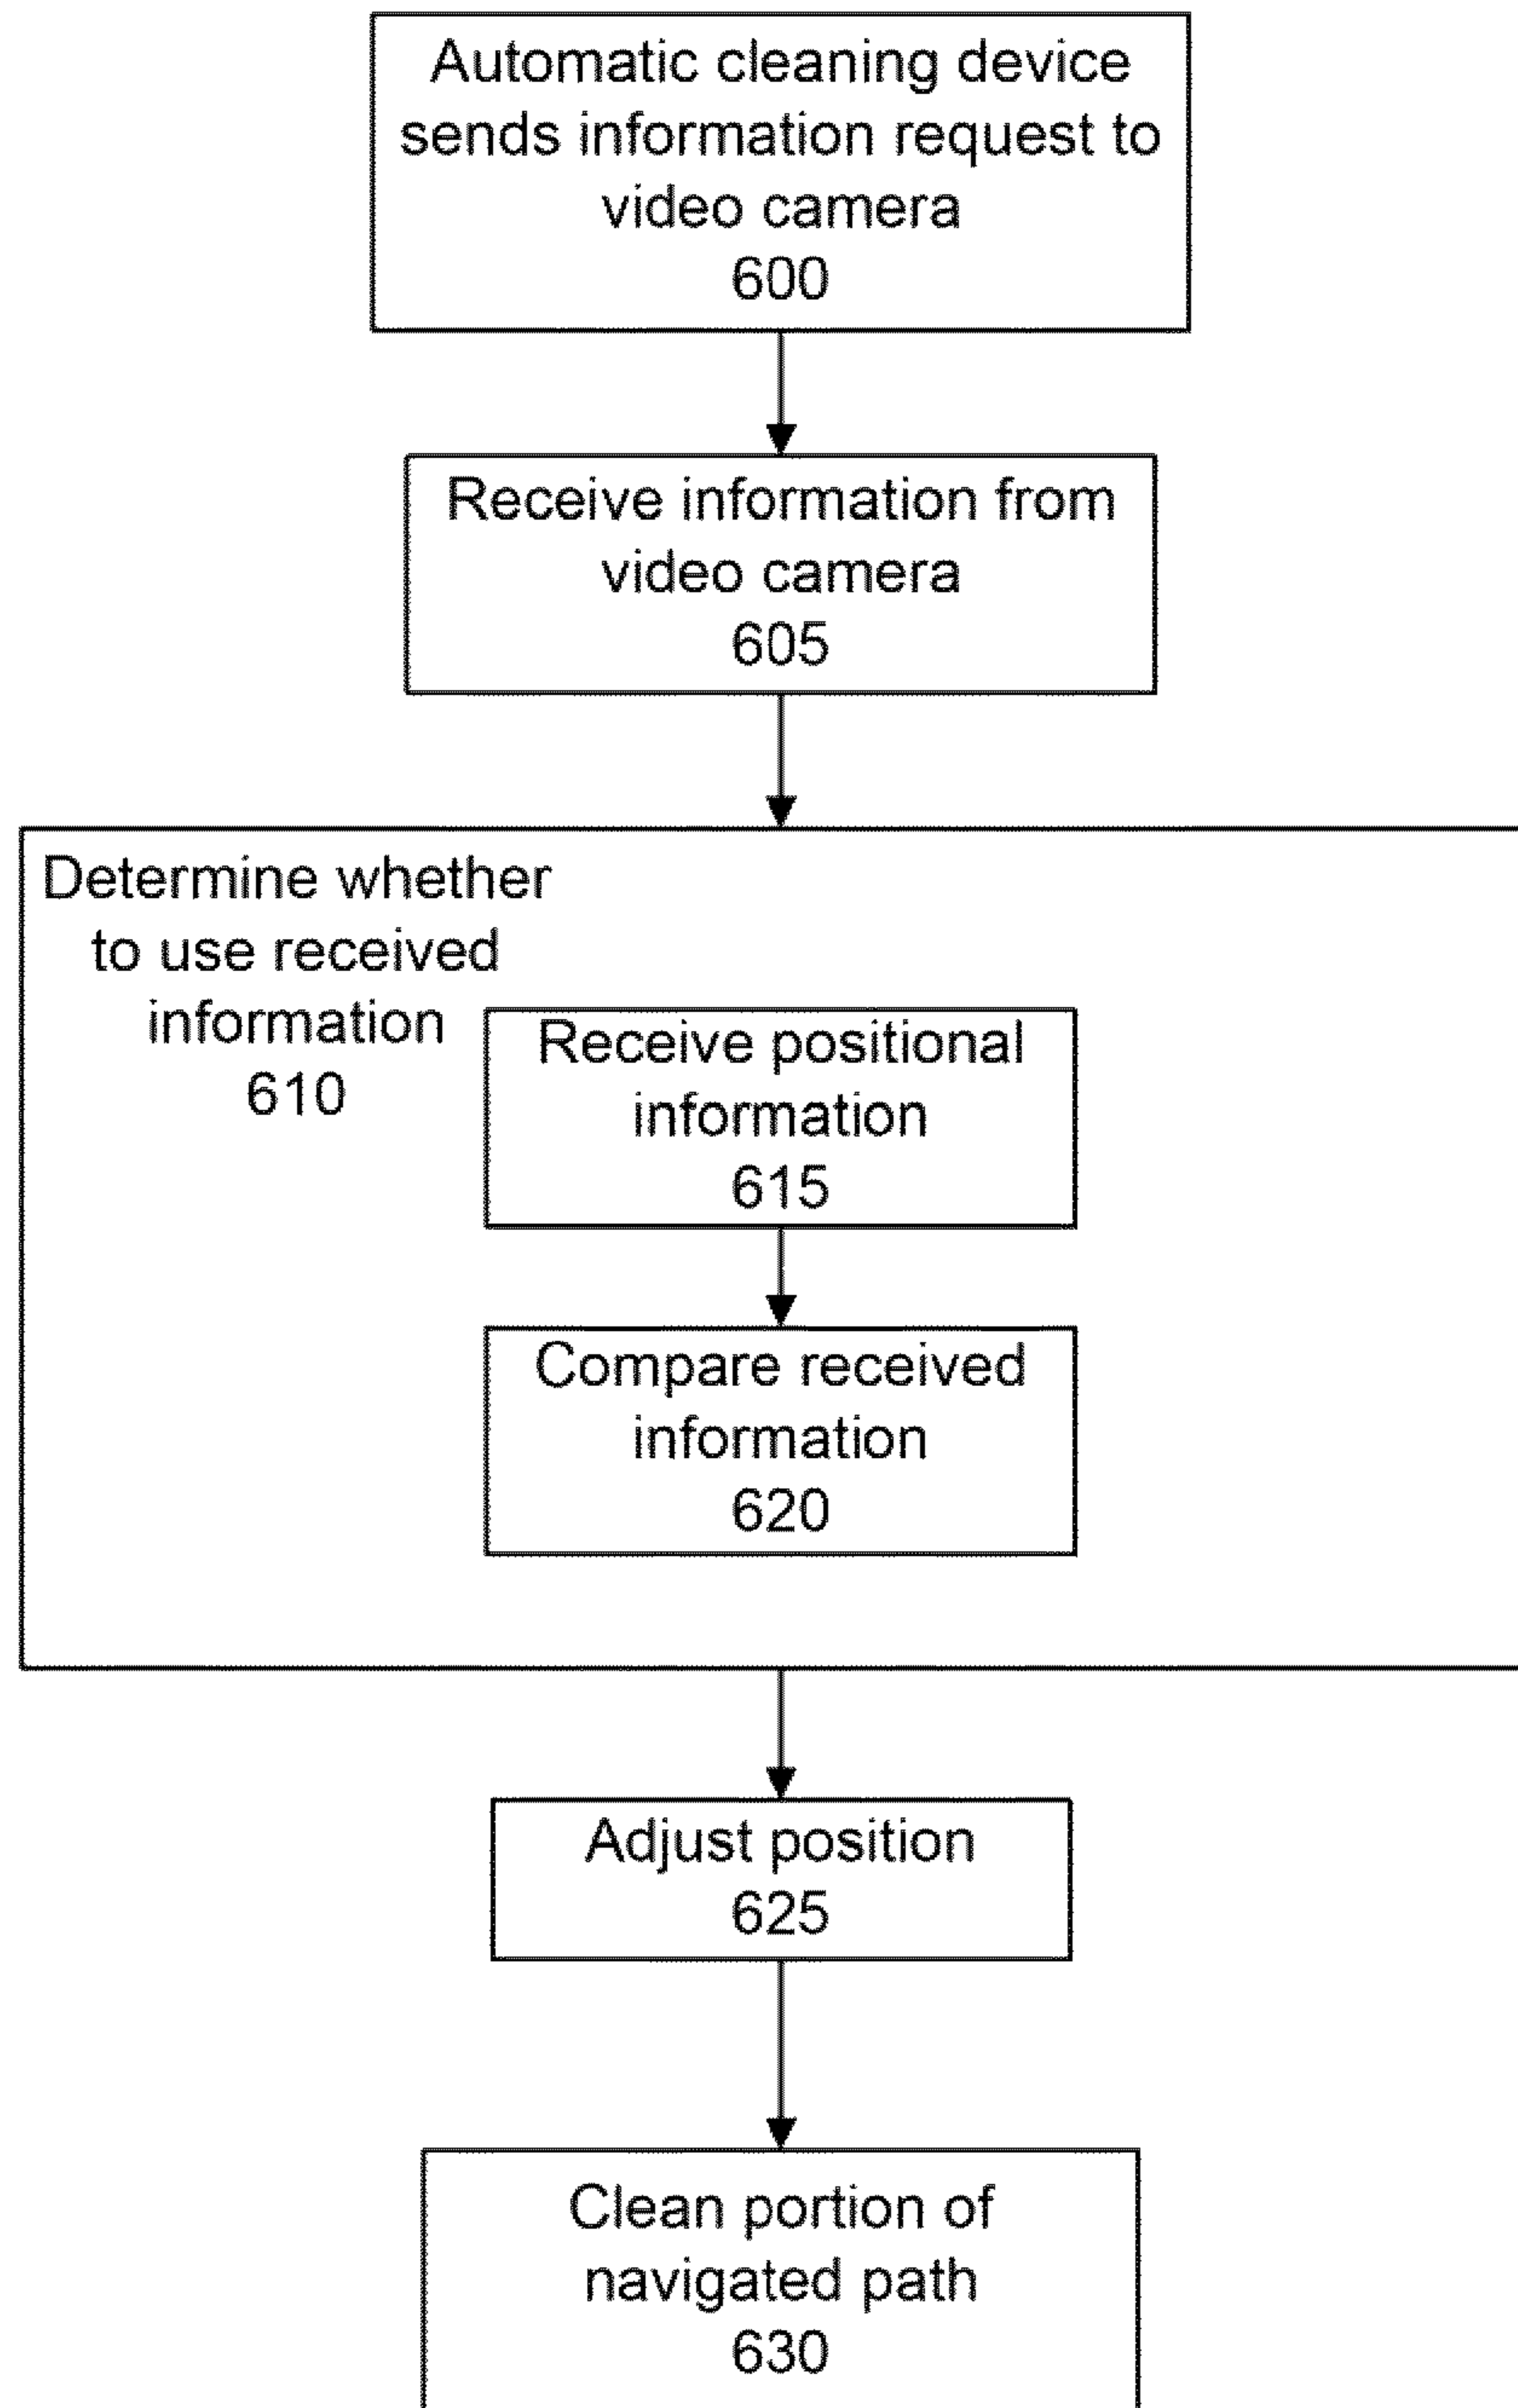 Automatic cleaning device
sends information request to
video camera
600
Receive information from
video camera
605
Determine whether
to use received
information
610
Receive positional
information
615
Compare received
information
620
Adjust position
625
Clean portion of
navigated path
630